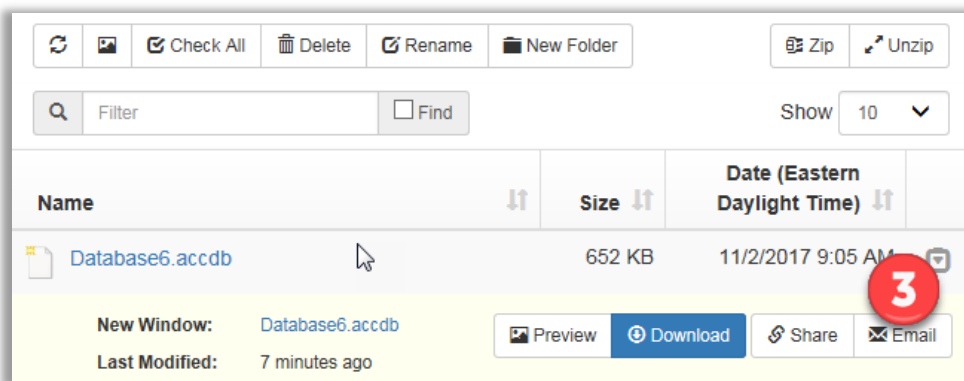 Check All Delete Rename New Folder Zip Unzip
Filter Find Show 10
Date (Eastern
Name Size Daylight Time)
Database6.accdb 652 KB 11/2/2017 9:05 AM
3
New Window: Database6.accdb
Preview Download Share Email
Last Modified: 7 minutes ago